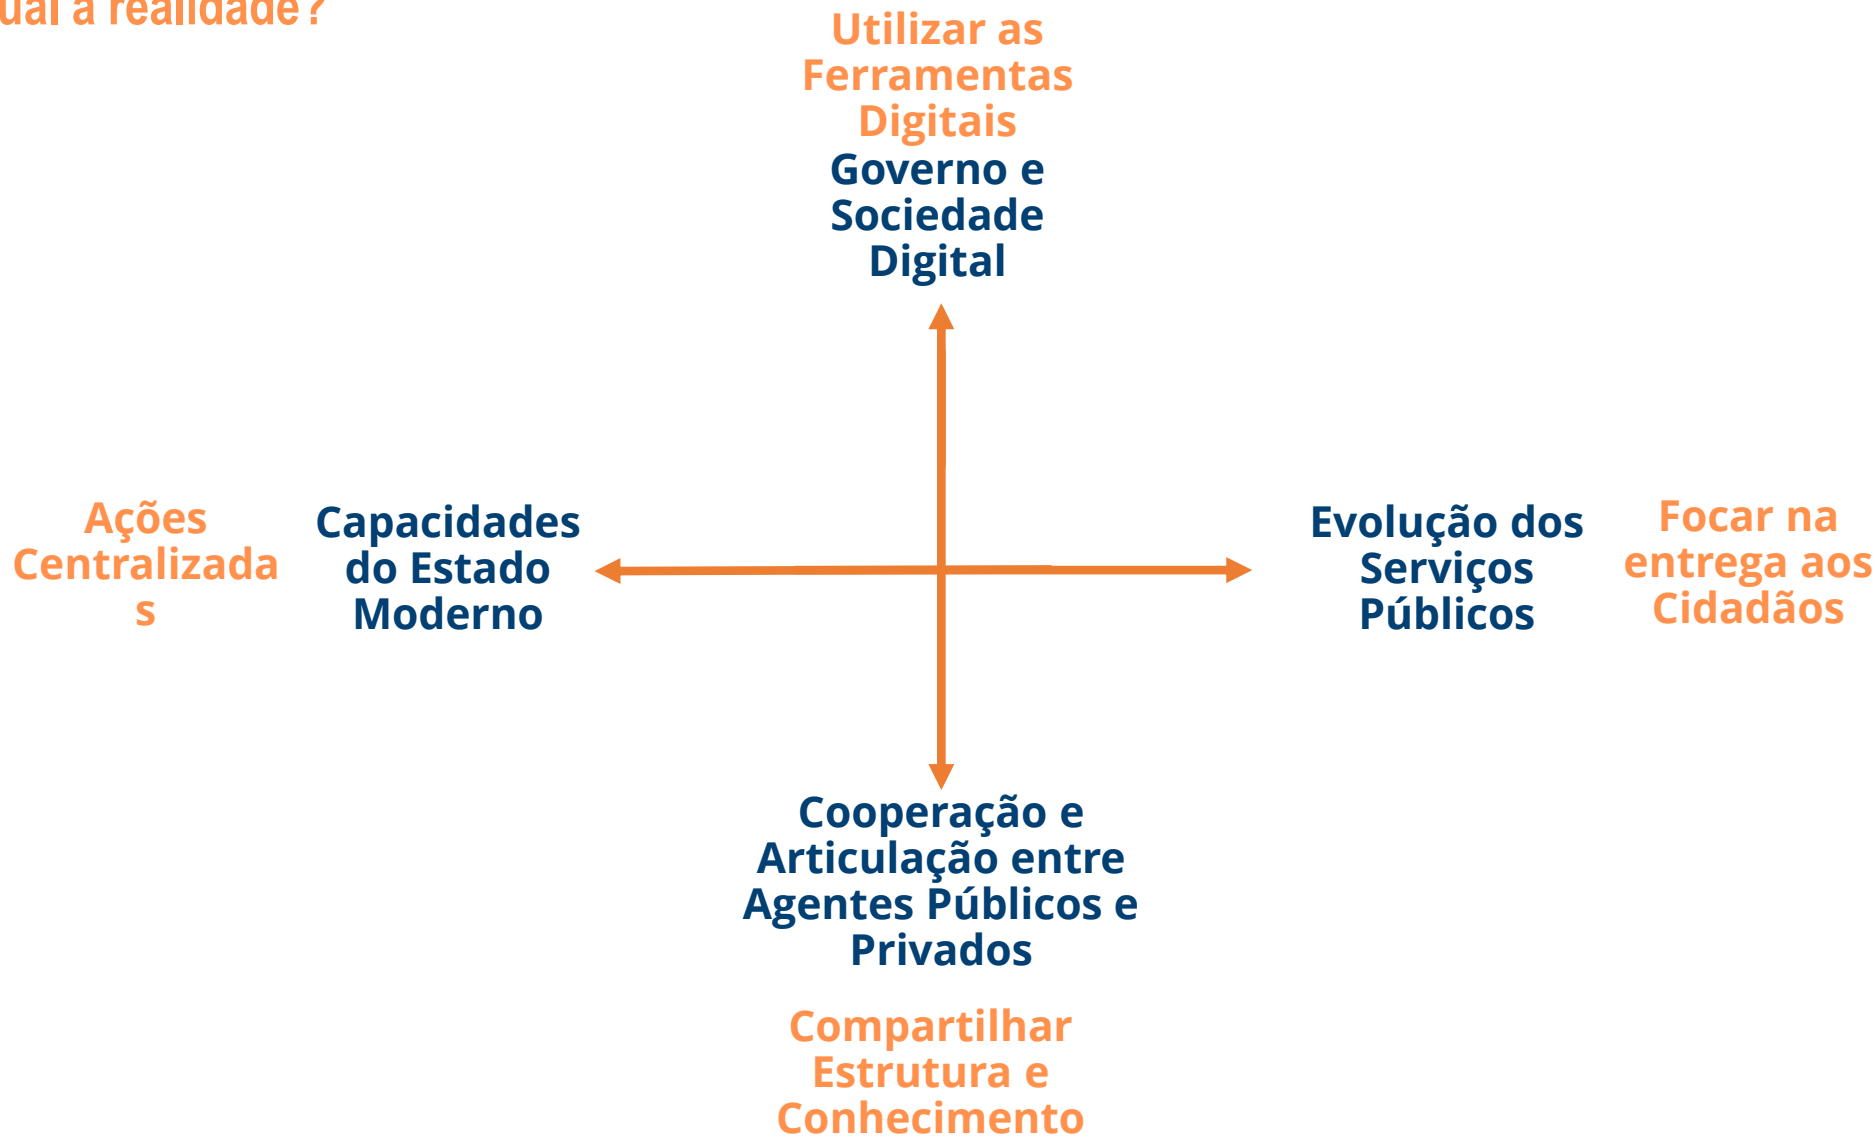 ual a realidade?
Utilizar as
Ferramentas
Digitais
Governo e
Sociedade
Digital
Ações
Centralizada
s
Capacidades
do Estado
Moderno
Evolução dos
Serviços
Públicos
Focar na
entrega aos
Cidadãos
Cooperação e
Articulação entre
Agentes Públicos e
Privados
Compartilhar
Estrutura e
Conhecimento